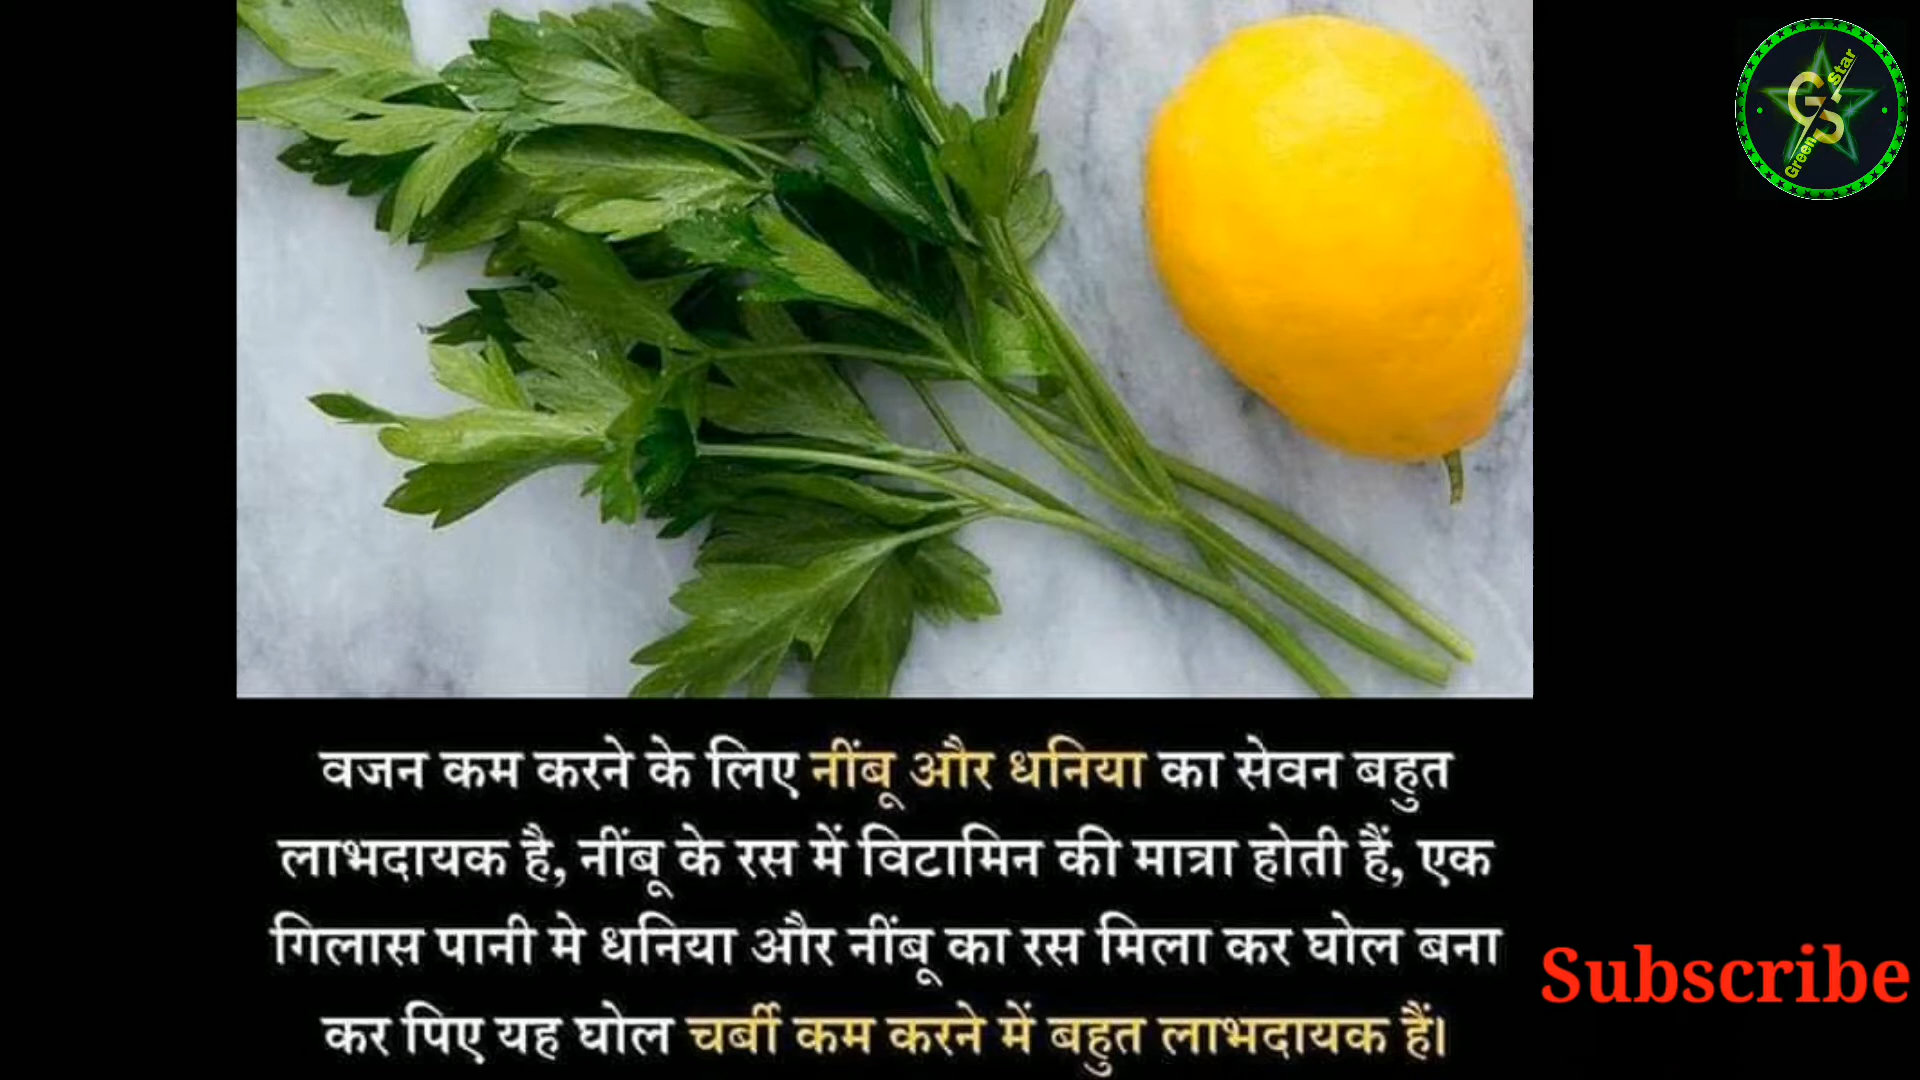 GS
Green Star
वजन कम करने के लिए नींबू और धनिया का सेवन बहुत
लाभदायक है, नींबू के रस में विटामिन की मात्रा होती हैं, एक
गिलास पानी मे धनिया और नींबू का रस मिला कर घोल बना
कर पिए यह घोल चर्बी कम करने में बहुत लाभदायक हैं।
Subscribe